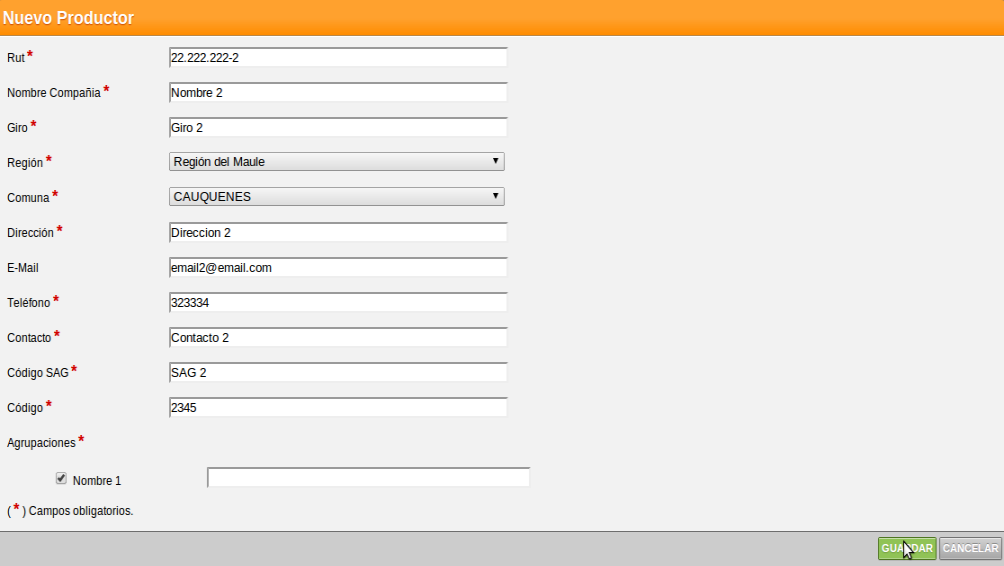 Nuevo Productor
Rut * 22.222.222-2
Nombre Compañia * Nombre 2
Giro * Giro 2
Región * Región del Maule
Comuna * CAUQUENES
Dirección * Direccion 2
E-Mail email2@email.com
Teléfono * 323334
Contacto * Contacto 2
Código SAG * SAG 2
Código * 2345
Agrupaciones *
Nombre 1
( * ) Campos obligatorios.
GUARDAR CANCELAR